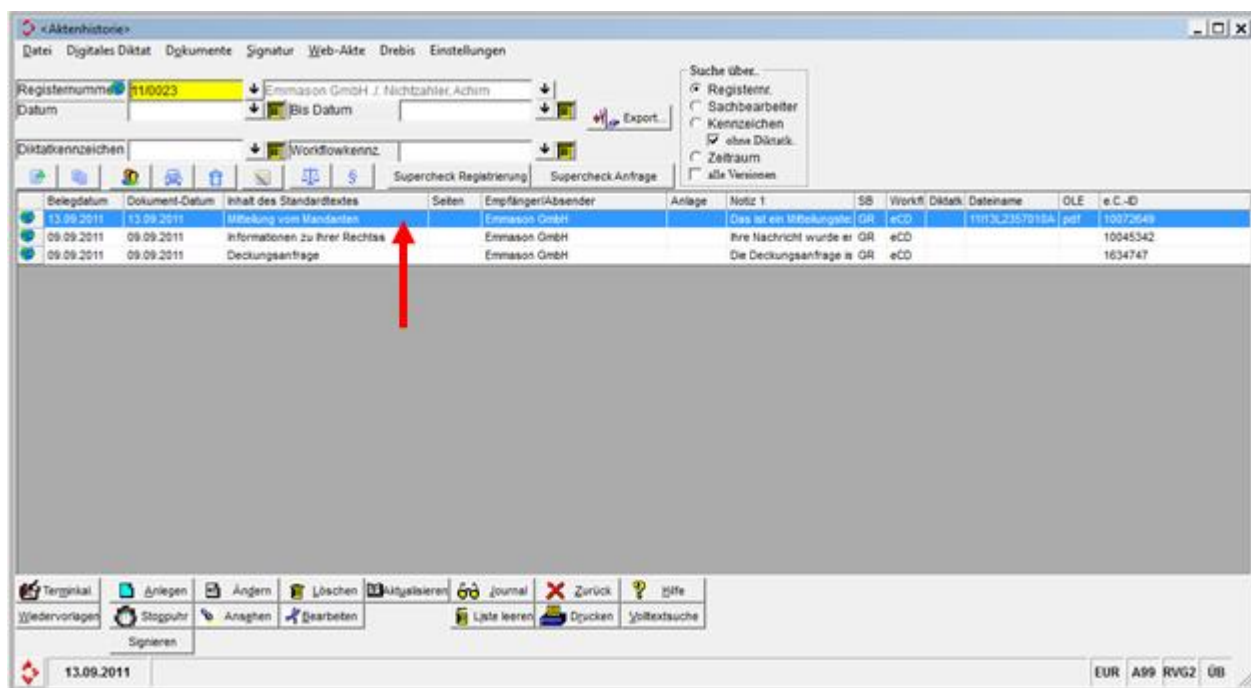 <Aktenhistorie>
Datei Digitales Diktat Dokumente Signatur Web-Akte Drebis Einstellungen
Suche über..
Registernummer 11/0023 Emmason GmbH ./. Nichtzahler, Achim
Registernr.
Datum Bis Datum
Export...
Sachbearbeiter
Kennzeichen
ohne Diktatk.
Diktatkennzeichen Workflowkennz.
Zeitraum
Supercheck Registrierung Supercheck Anfrage
alle Versionen
Belegdatum Dokument-Datum Inhalt des Standardtextes Seiten Empfänger/Absender Anlage Notiz 1 SB Workfl Diktatk Dateiname OLE e.C.-ID
13.09.2011 13.09.2011 Mitteilung vom Mandanten Emmason GmbH Das ist ein Mitteilungste GR eCD pdf 10072649
09.09.2011 09.09.2011 Informationen zu Ihrer Rechtss Emmason GmbH Ihre Nachricht wurde er GR eCD 10045342
09.09.2011 09.09.2011 Deckungsanfrage Emmason GmbH Die Deckungsanfrage is GR eCD 1634747
Terminkal. Anlegen Ändern Löschen Aktualisieren Journal Zurück Hilfe
Wiedervorlagen Stoppuhr Ansehen Bearbeiten Liste leeren Drucken Volltextsuche
Signieren
13.09.2011 EUR A99 RVG2 ÜB